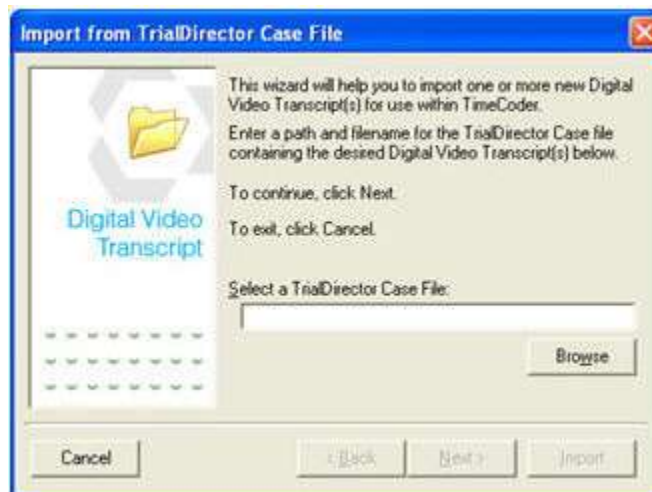 Import from TrialDirector Case File
Digital Video
Transcript
This wizard will help you to import one or more new Digital
Video Transcript(s) for use within TimeCoder.
Enter a path and filename for the TrialDirector Case file
containing the desired Digital Video Transcript(s) below.
To continue, click Next.
To exit, click Cancel.
Select a TrialDirector Case File:
Browse
Cancel
< Back
Next >
Import